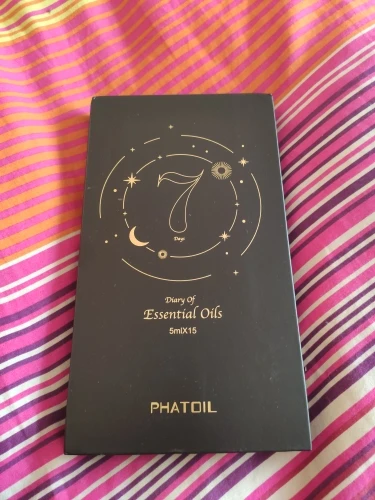 7
Days
Diary Of
Essential Oils
5mlX15
PHATOIL